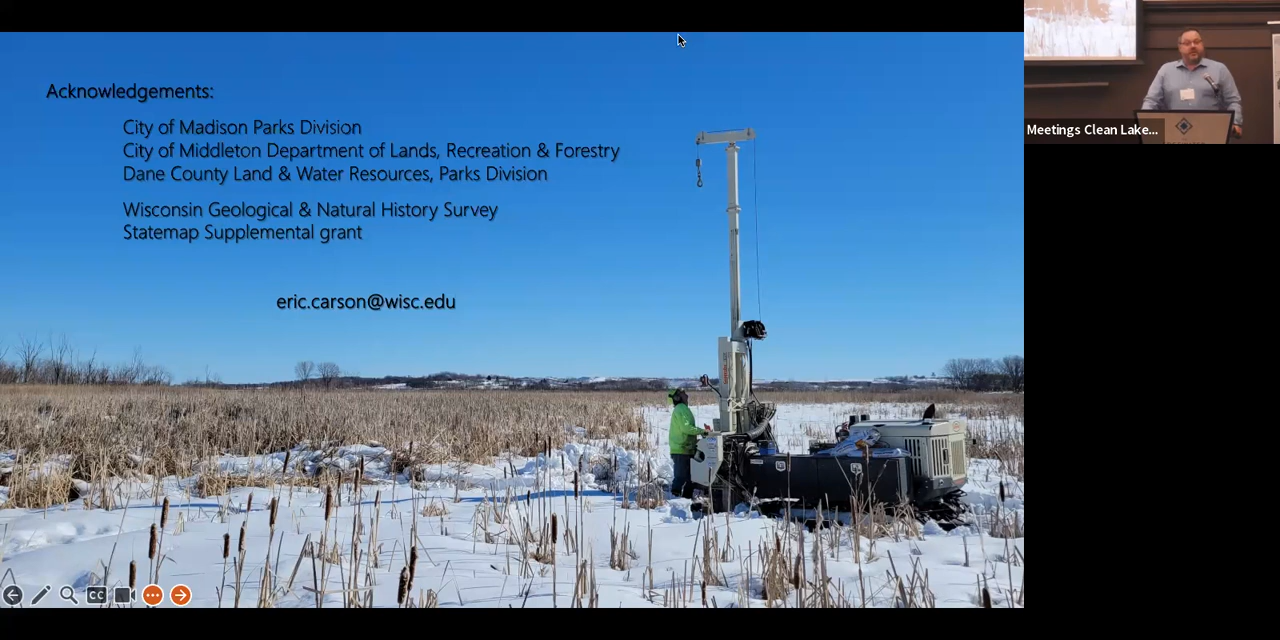 Acknowledgements:
City of Madison Parks Division
City of Middleton Department of Lands, Recreation & Forestry
Dane County Land & Water Resources, Parks Division
Wisconsin Geological & Natural History Survey
Statemap Supplemental grant
eric.carson@wisc.edu
Meetings Clean Lake...
CC